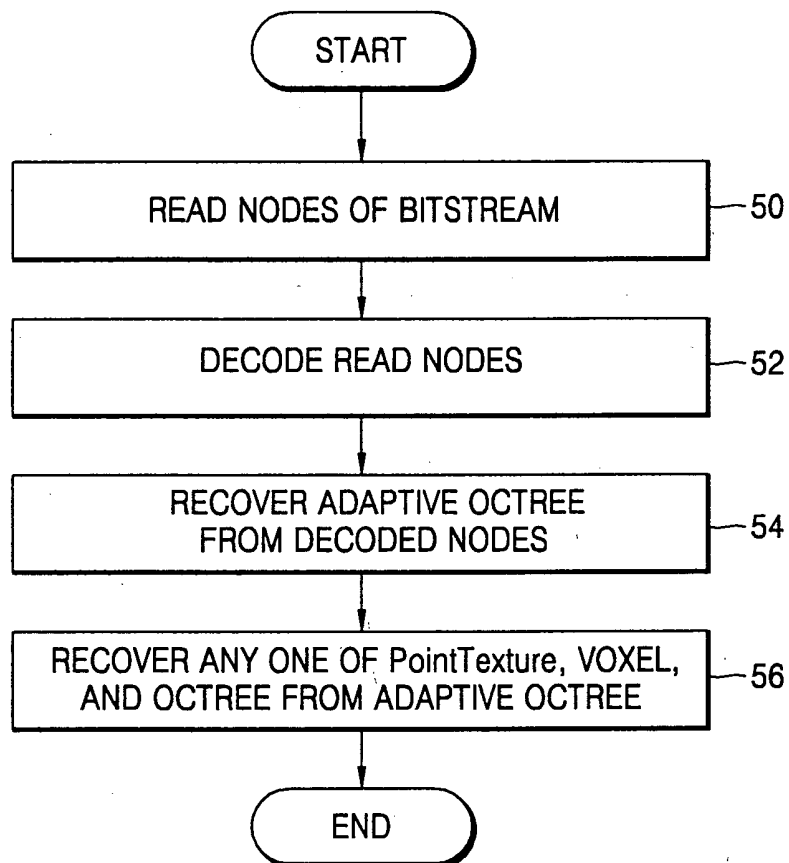 START
READ NODES OF BITSTREAM
50
DECODE READ NODES
52
RECOVER ADAPTIVE OCTREE
FROM DECODED NODES
54
RECOVER ANY ONE OF PointTexture, VOXEL,
AND OCTREE FROM ADAPTIVE OCTREE
56
END